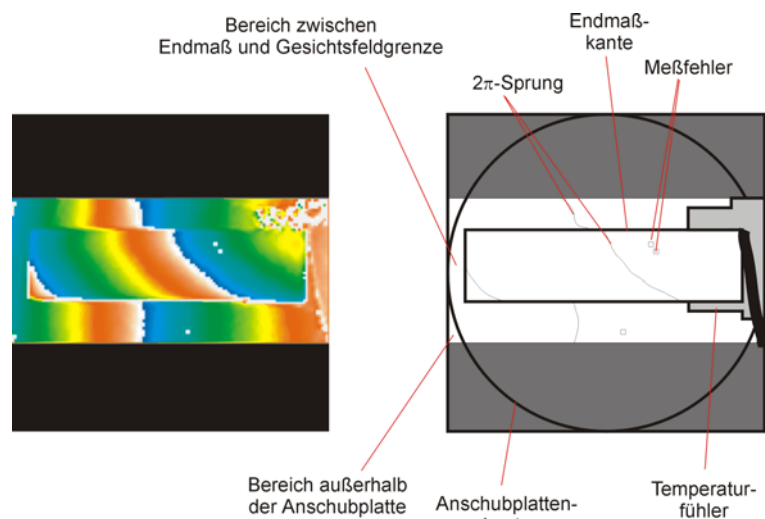 Bereich zwischen
Endmaß und Gesichtsfeldgrenze
Endmaß-
kante
Meßfehler
2π-Sprung
Bereich außerhalb
der Anschubplatte
Anschubplatten-
Temperatur-
fühler